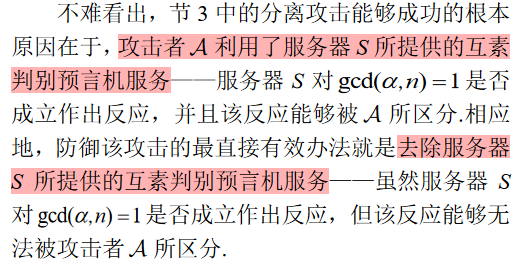 不难看出，节 3 中的分离攻击能够成功的根本
原因在于，攻击者 𝒜 利用了服务器 S 所提供的互素
判别预言机服务——服务器 S 对 gcd(α,n)=1 是否
成立作出反应，并且该反应能够被 𝒜 所区分.相应
地，防御该攻击的最直接有效办法就是去除服务器
S 所提供的互素判别预言机服务——虽然服务器 S
对 gcd(α,n)=1 是否成立作出反应，但该反应能够无
法被攻击者 𝒜 所区分.